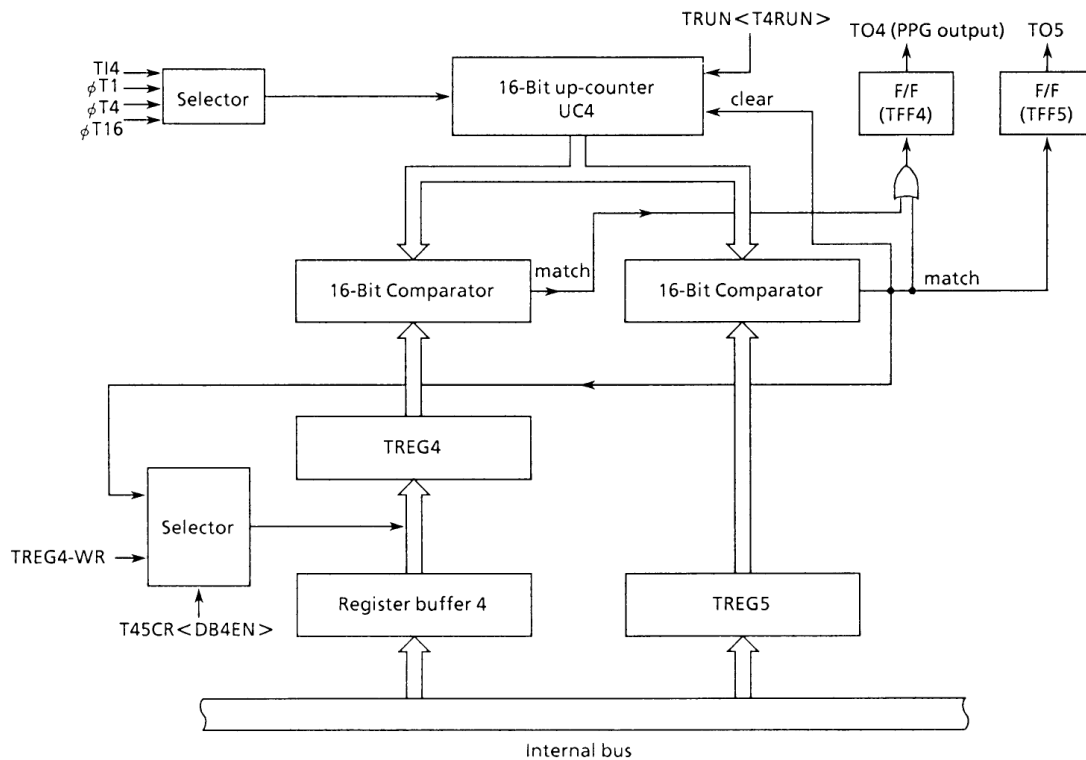 TRUN<T4RUN>
TO4 (PPG output)
TO5
TI4
φT1
φT4
φT16
Selector
16-Bit up-counter
UC4
clear
F/F
(TFF4)
F/F
(TFF5)
match
match
16-Bit Comparator
16-Bit Comparator
TREG4
Selector
TREG4-WR
T45CR<DB4EN>
Register buffer 4
TREG5
Internal bus